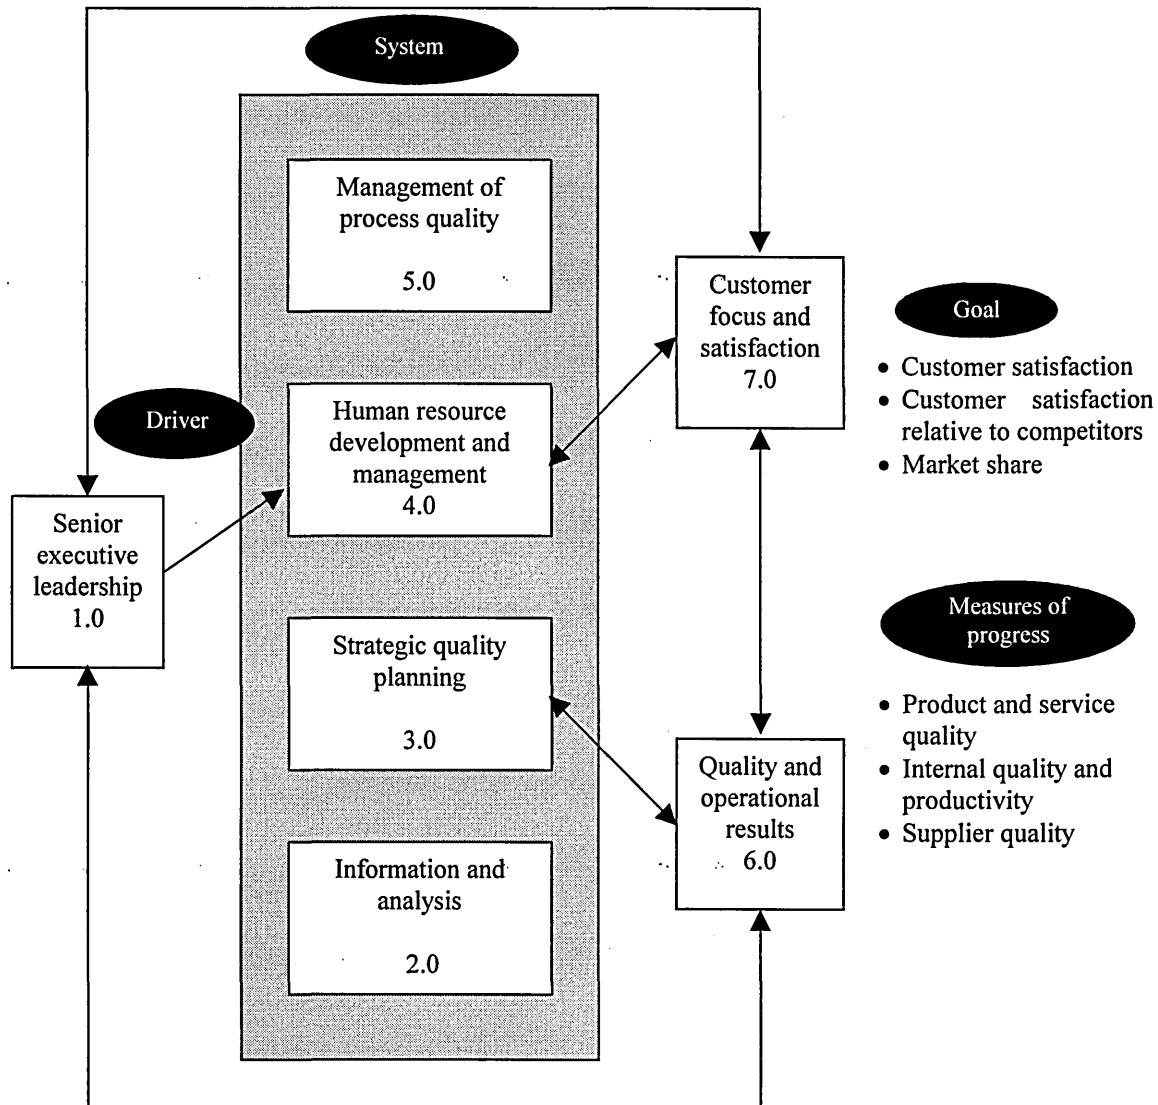 System
Management of
process quality
5.0
Customer
focus and
satisfaction
7.0
Goal
• Customer satisfaction
• Customer satisfaction
relative to competitors
• Market share
Driver
Human resource
development and
management
4.0
Senior
executive
leadership
1.0
Measures of
progress
Strategic quality
planning
3.0
• Product and service
quality
• Internal quality and
productivity
• Supplier quality
Quality and
operational
results
6.0
Information and
analysis
2.0